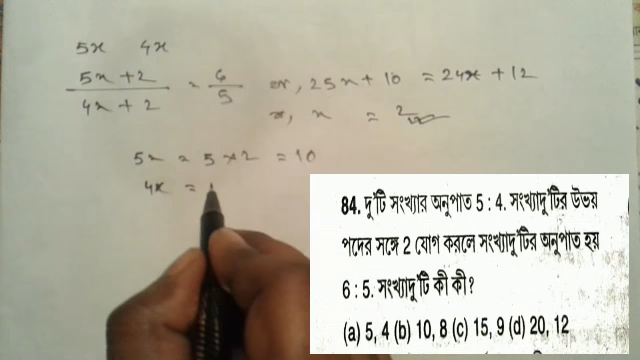 5x 4x
5x+2 / 4x+2 = 6/5 or, 25x+10 = 24x+12
or, x = 2
5x = 5×2 = 10
4x =
84. দু'টি সংখ্যার অনুপাত 5 : 4. সংখ্যাদু'টির উভয়
পদের সঙ্গে 2 যোগ করলে সংখ্যাদু'টির অনুপাত হয়
6 : 5. সংখ্যাদু'টি কী কী?
(a) 5, 4 (b) 10, 8 (c) 15, 9 (d) 20, 12